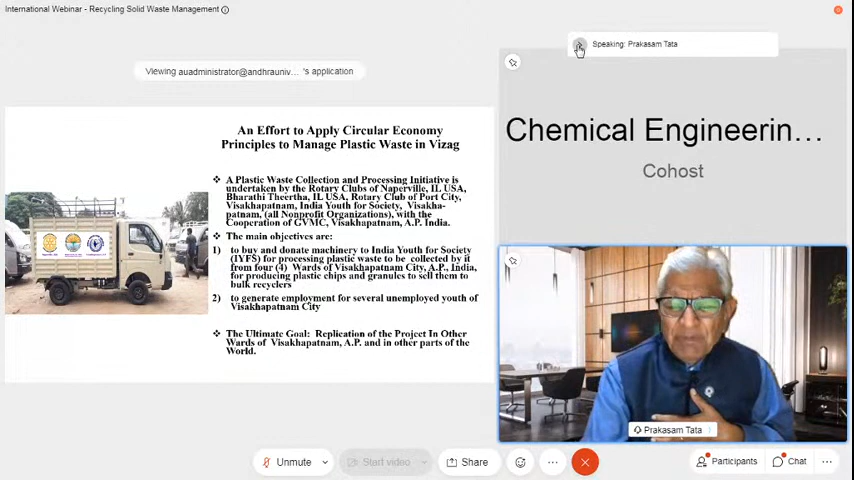 International Webinar - Recycling Solid Waste Management
Speaking: Prakasam Tata
Viewing auadministrator@andhrauniv... 's application
An Effort to Apply Circular Economy
Principles to Manage Plastic Waste in Vizag
A Plastic Waste Collection and Processing Initiative is
undertaken by the Rotary Clubs of Naperville, IL USA,
Bharathi Theertha, IL USA, Rotary Club of Port City,
Visakhapatnam, India Youth for Society, Visakha-
patnam, (all Nonprofit Organizations), with the
Cooperation of GVMC, Visakhapatnam, A.P. India.
The main objectives are:
1) to buy and donate machinery to India Youth for Society
(IYFS) for processing plastic waste to be collected by it
from four (4) Wards of Visakhapatnam City, A.P., India,
for producing plastic chips and granules to sell them to
bulk recyclers
2) to generate employment for several unemployed youth of
Visakhapatnam City
The Ultimate Goal: Replication of the Project In Other
Wards of Visakhapatnam, A.P. and in other parts of the
World.
Chemical Engineerin...
Cohost
Prakasam Tata
Unmute
Start video
Share
Participants
Chat